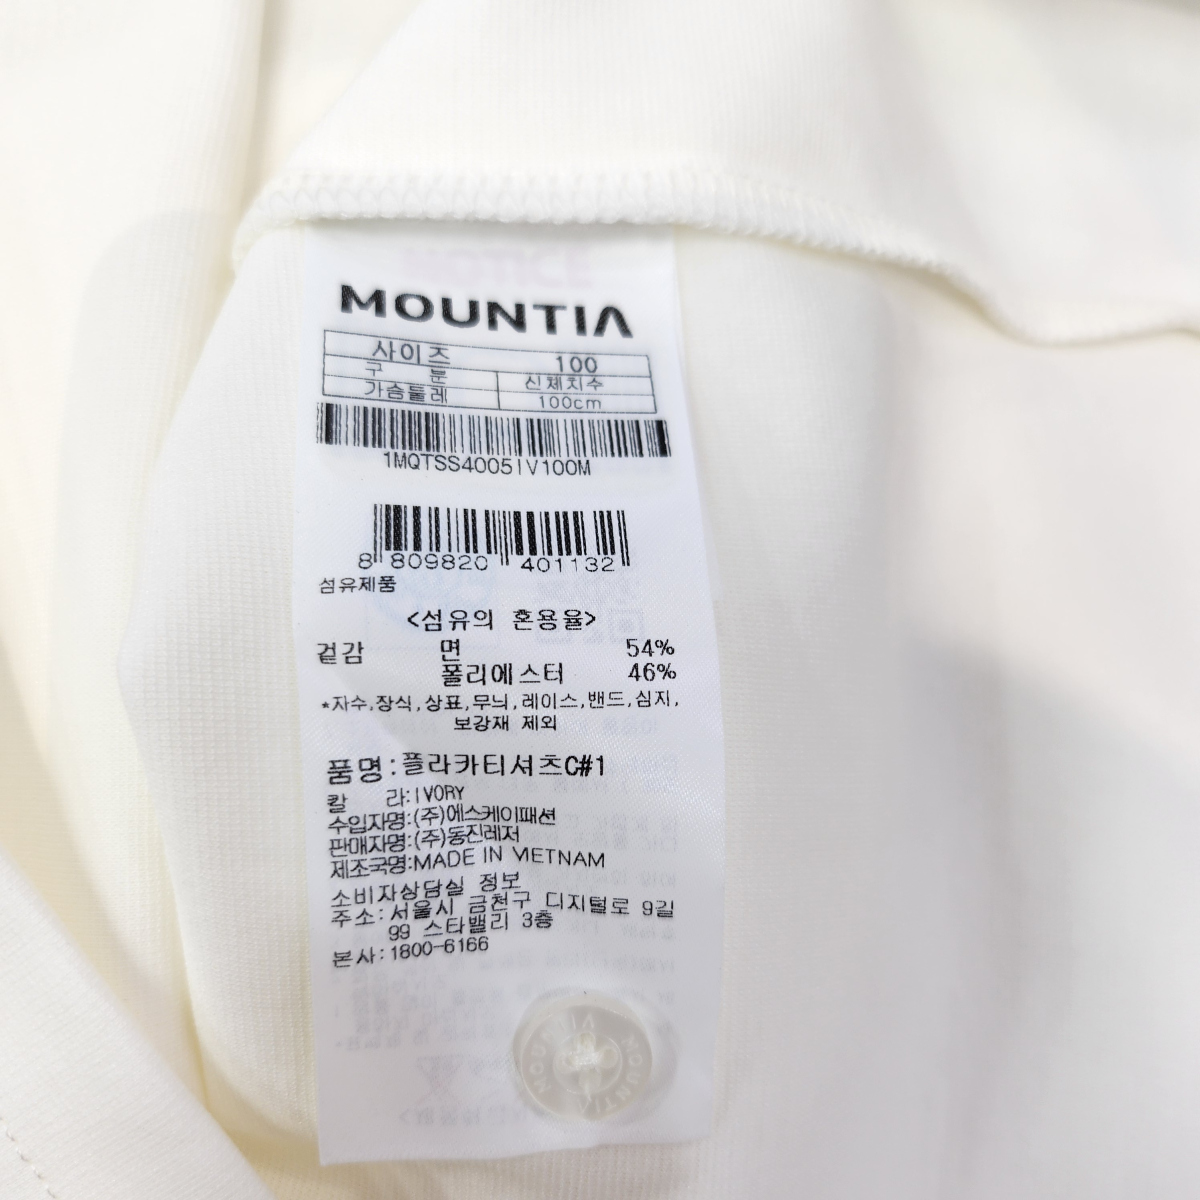 MOUNTIA
사이즈 100
구 분 신체치수
가슴둘레 100cm
1MQTSS4005IV100M
8 809820 401132
섬유제품
<섬유의 혼용율>
겉감 면 54%
폴리에스터 46%
*자수,장식,상표,무늬,레이스,밴드,심지,
보강재 제외
품명:플라카티셔츠C#1
칼 라:IVORY
수입자명:(주)에스케이패션
판매자명:(주)동진레저
제조국명:MADE IN VIETNAM
소비자상담실 정보
주소:서울시 금천구 디지털로 9길
99 스타밸리 3층
본사:1800-6166
MOUNTIA MOUNTIA